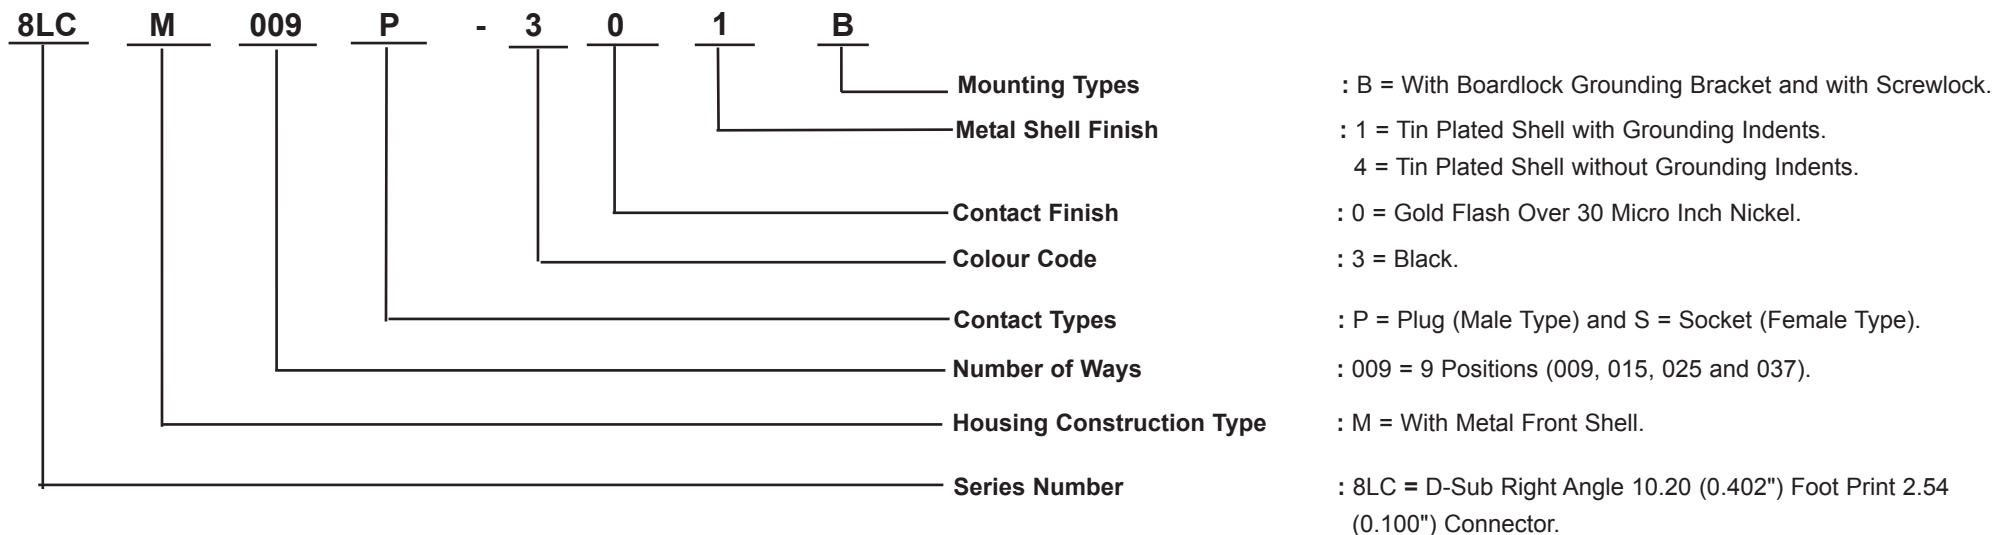 8LC M 009 P - 3 0 1 B
Mounting Types : B = With Boardlock Grounding Bracket and with Screwlock.
Metal Shell Finish : 1 = Tin Plated Shell with Grounding Indents.
4 = Tin Plated Shell without Grounding Indents.
Contact Finish : 0 = Gold Flash Over 30 Micro Inch Nickel.
Colour Code : 3 = Black.
Contact Types : P = Plug (Male Type) and S = Socket (Female Type).
Number of Ways : 009 = 9 Positions (009, 015, 025 and 037).
Housing Construction Type : M = With Metal Front Shell.
Series Number : 8LC = D-Sub Right Angle 10.20 (0.402") Foot Print 2.54
(0.100") Connector.